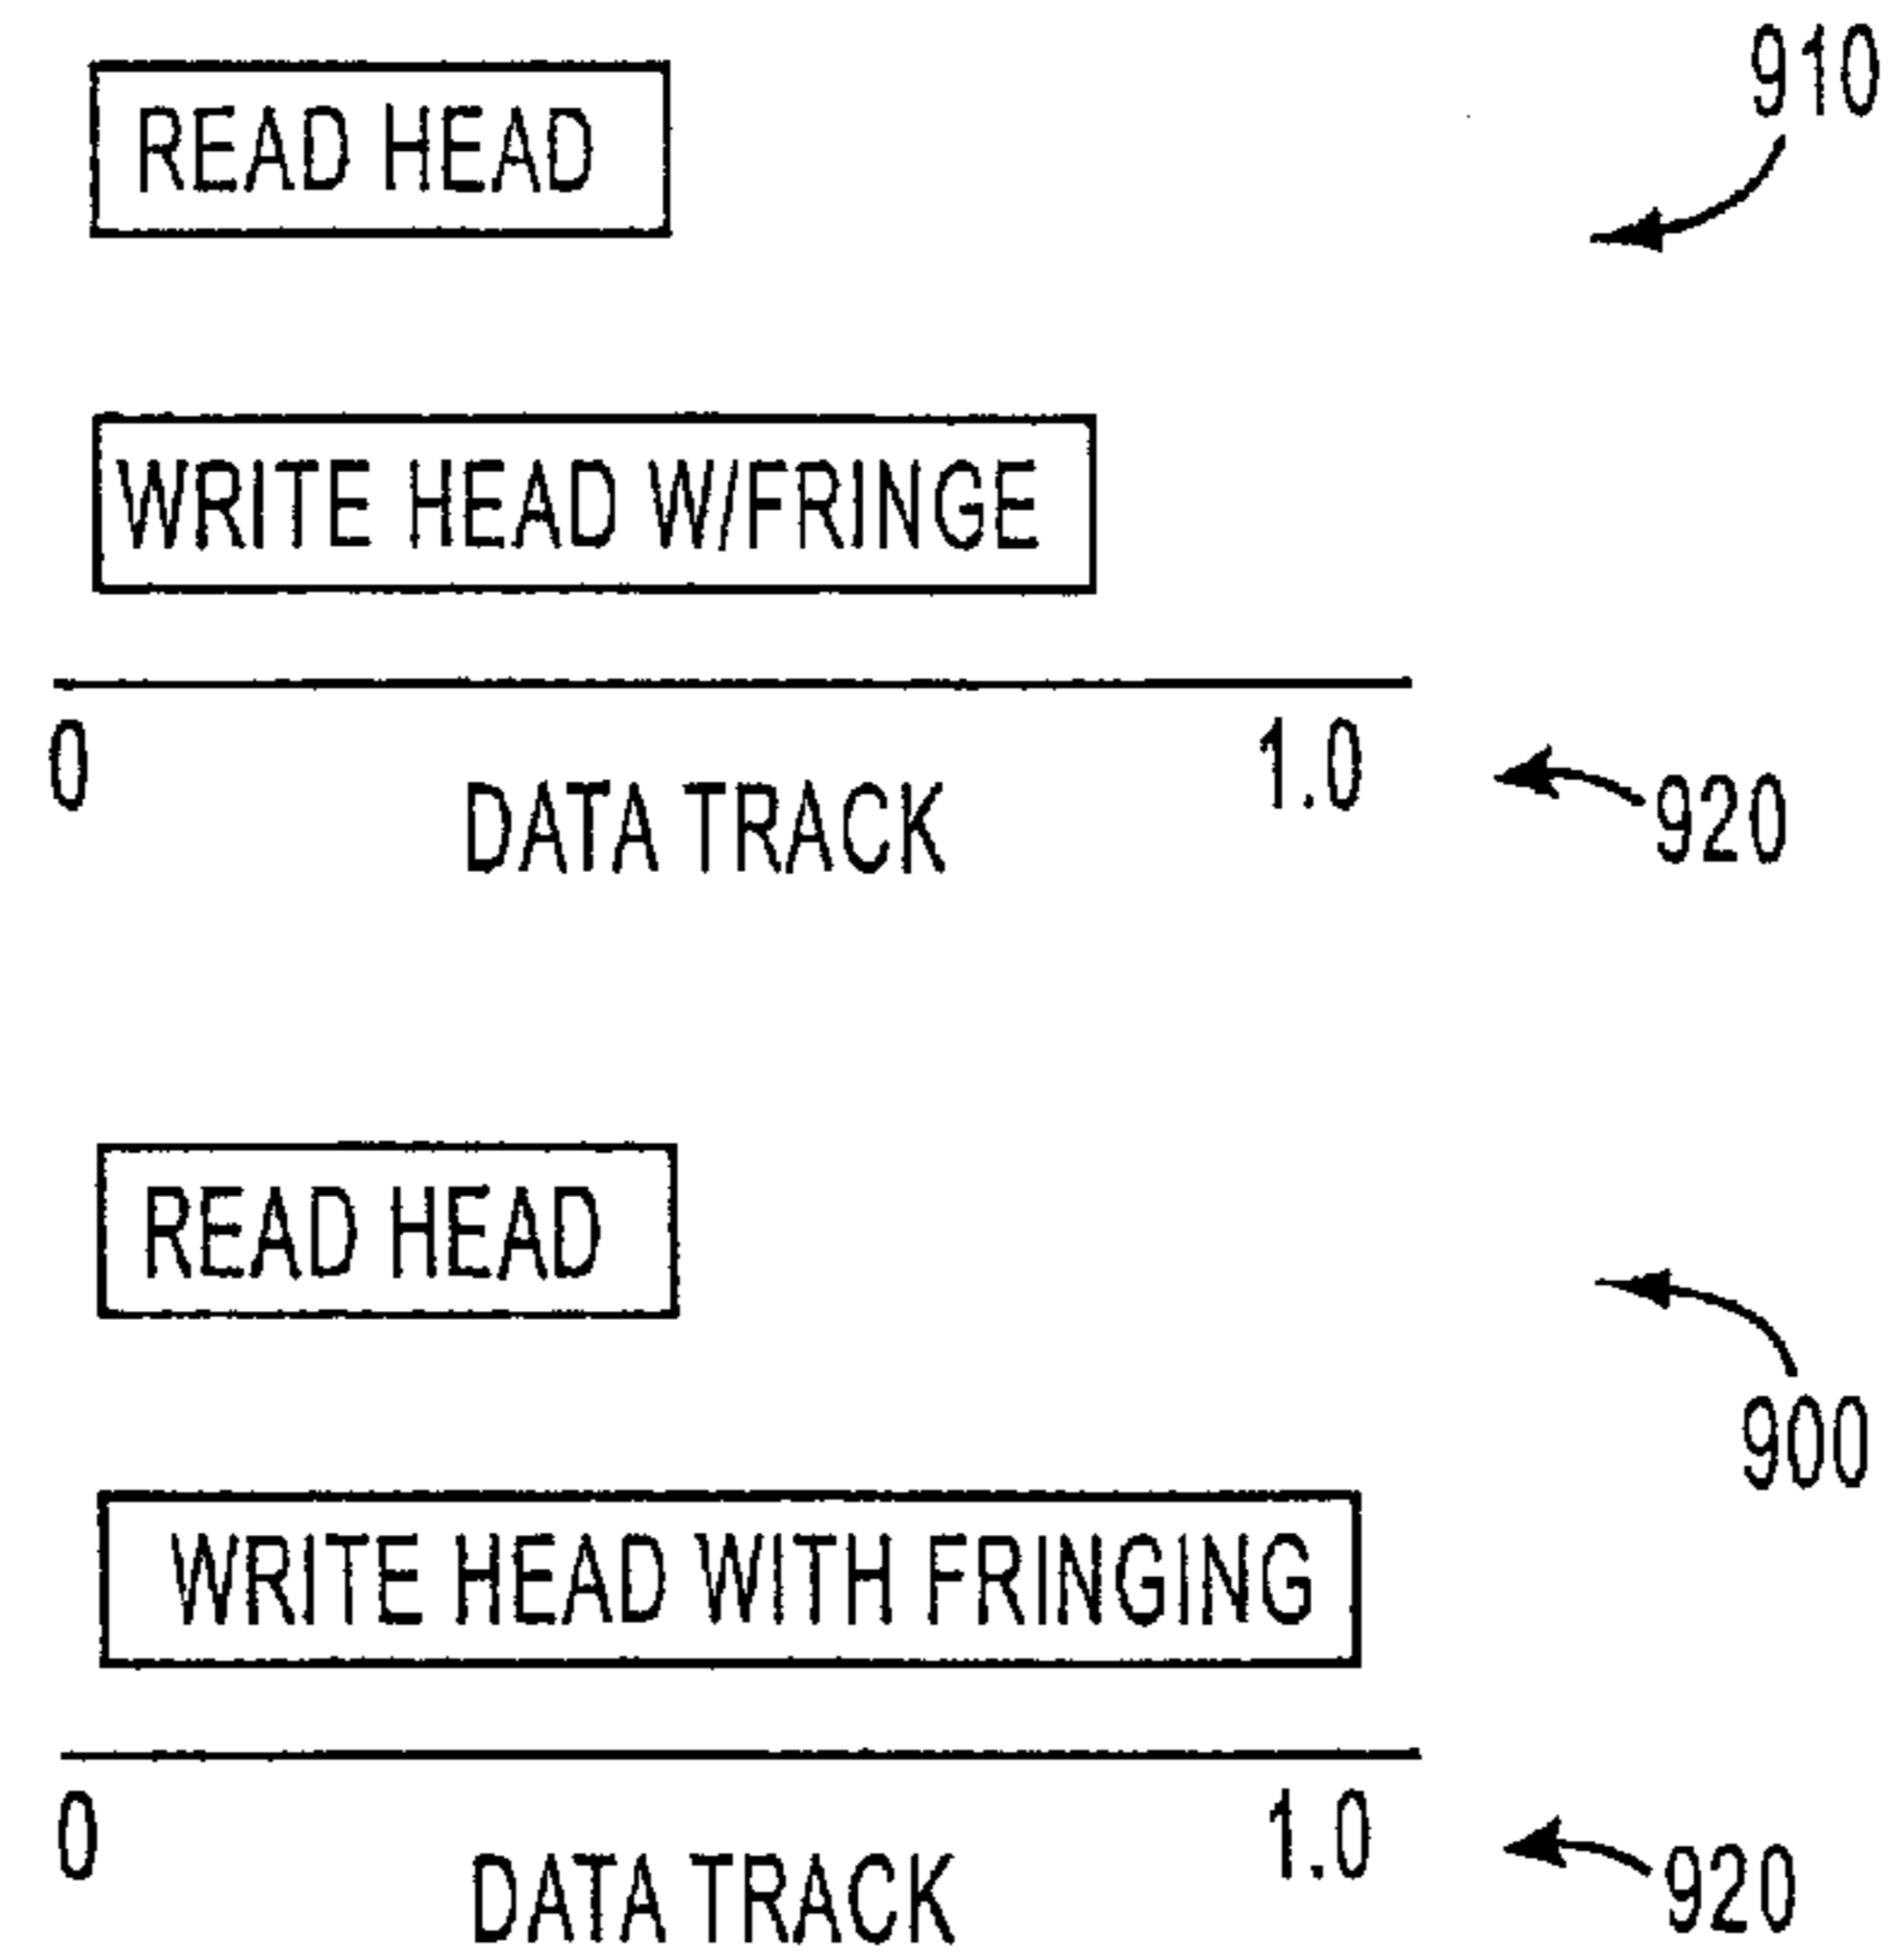 910
READ HEAD
WRITE HEAD W/FRINGE
0 1.0
DATA TRACK
920
READ HEAD
900
WRITE HEAD WITH FRINGING
0 1.0
DATA TRACK
920